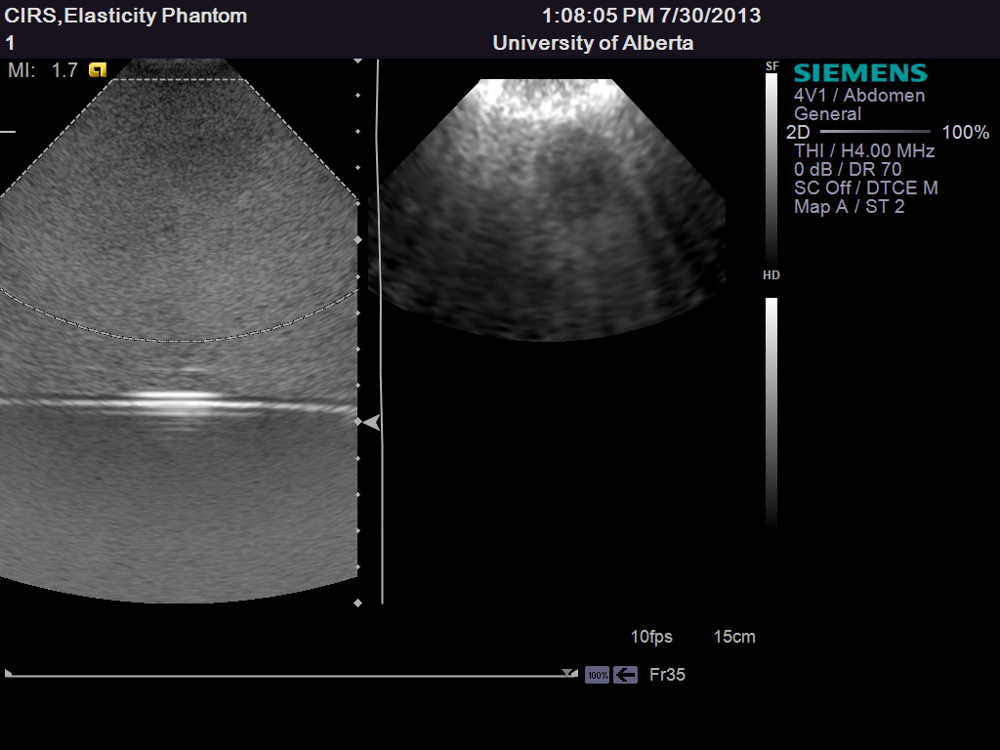 CIRS,Elasticity Phantom
1:08:05 PM 7/30/2013
1
University of Alberta
MI: 1.7
SF
SIEMENS
4V1 / Abdomen
General
2D 100%
THI / H4.00 MHz
0 dB / DR 70
SC Off / DTCE M
Map A / ST 2
HD
10fps 15cm
100% Fr35